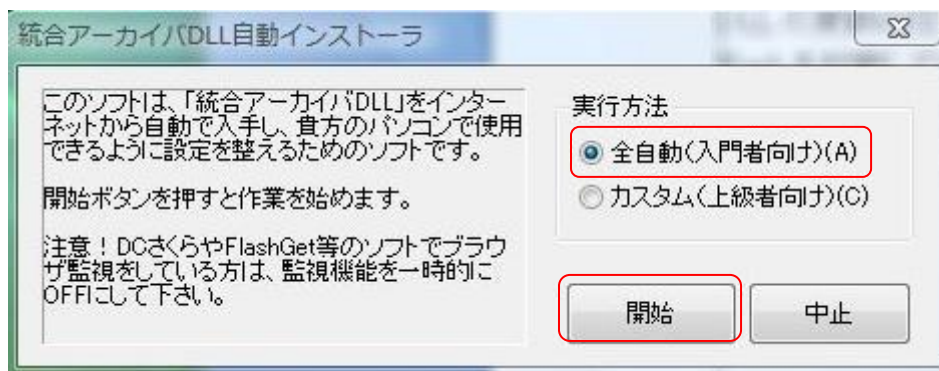 統合アーカイバDLL自動インストーラ
このソフトは、「統合アーカイバDLL」をインター
ネットから自動で入手し、貴方のパソコンで使用
できるように設定を整えるためのソフトです。
開始ボタンを押すと作業を始めます。
注意！DCさくらやFlashGet等のソフトでブラウ
ザ監視をしている方は、監視機能を一時的に
OFFにして下さい。
実行方法
全自動(入門者向け)(A)
カスタム(上級者向け)(C)
開始
中止